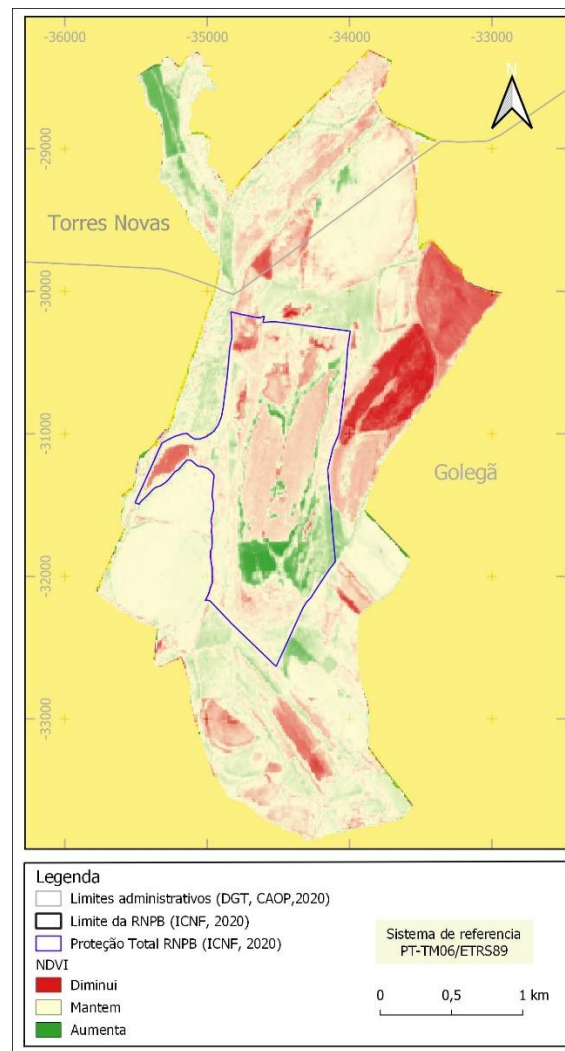 -36000
-35000
-34000
-33000
N
-29000
Torres Novas
-30000
-31000
Golegã
-32000
-33000
Legenda
Limites administrativos (DGT, CAOP,2020)
Limite da RNPB (ICNF, 2020)
Proteção Total RNPB (ICNF, 2020)
NDVI
Diminui
Mantem
Aumenta
Sistema de referencia
PT-TM06/ETRS89
0 0,5 1 km